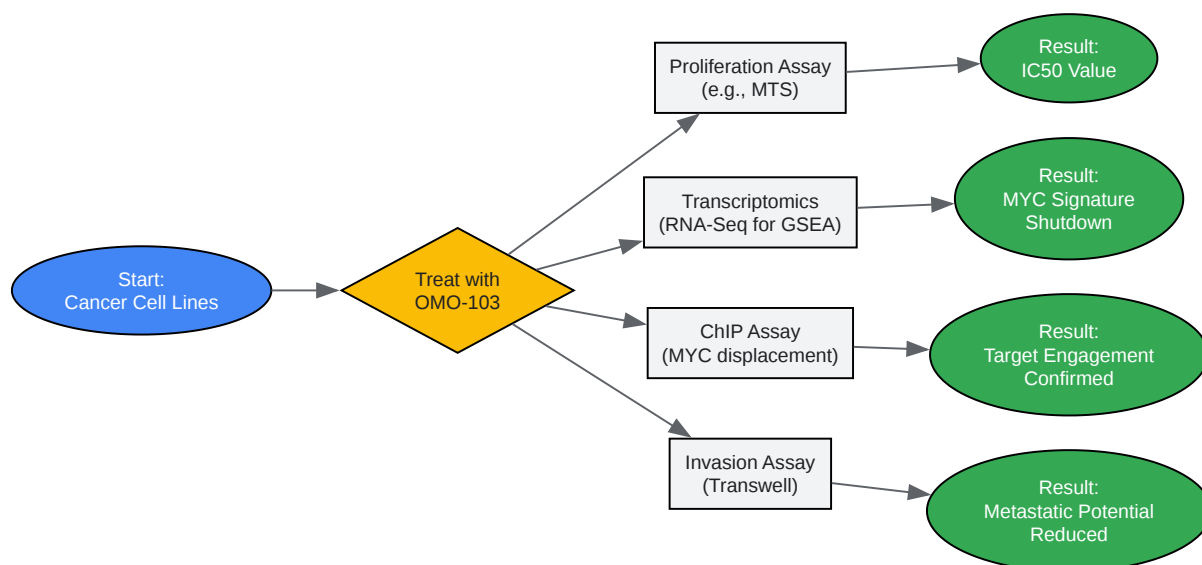 Start:
Cancer Cell Lines
Treat with
OMO-103
Proliferation Assay
(e.g., MTS)
Result:
IC50 Value
Transcriptomics
(RNA-Seq for GSEA)
Result:
MYC Signature
Shutdown
ChIP Assay
(MYC displacement)
Result:
Target Engagement
Confirmed
Invasion Assay
(Transwell)
Result:
Metastatic Potential
Reduced